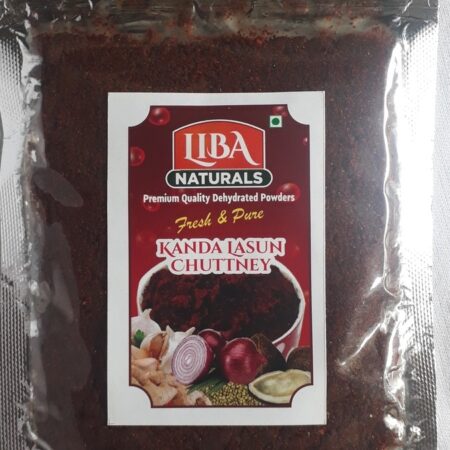 LIBA
NATURALS
Premium Quality Dehydrated Powders
Fresh & Pure
KANDA LASUN
CHUTTNEY